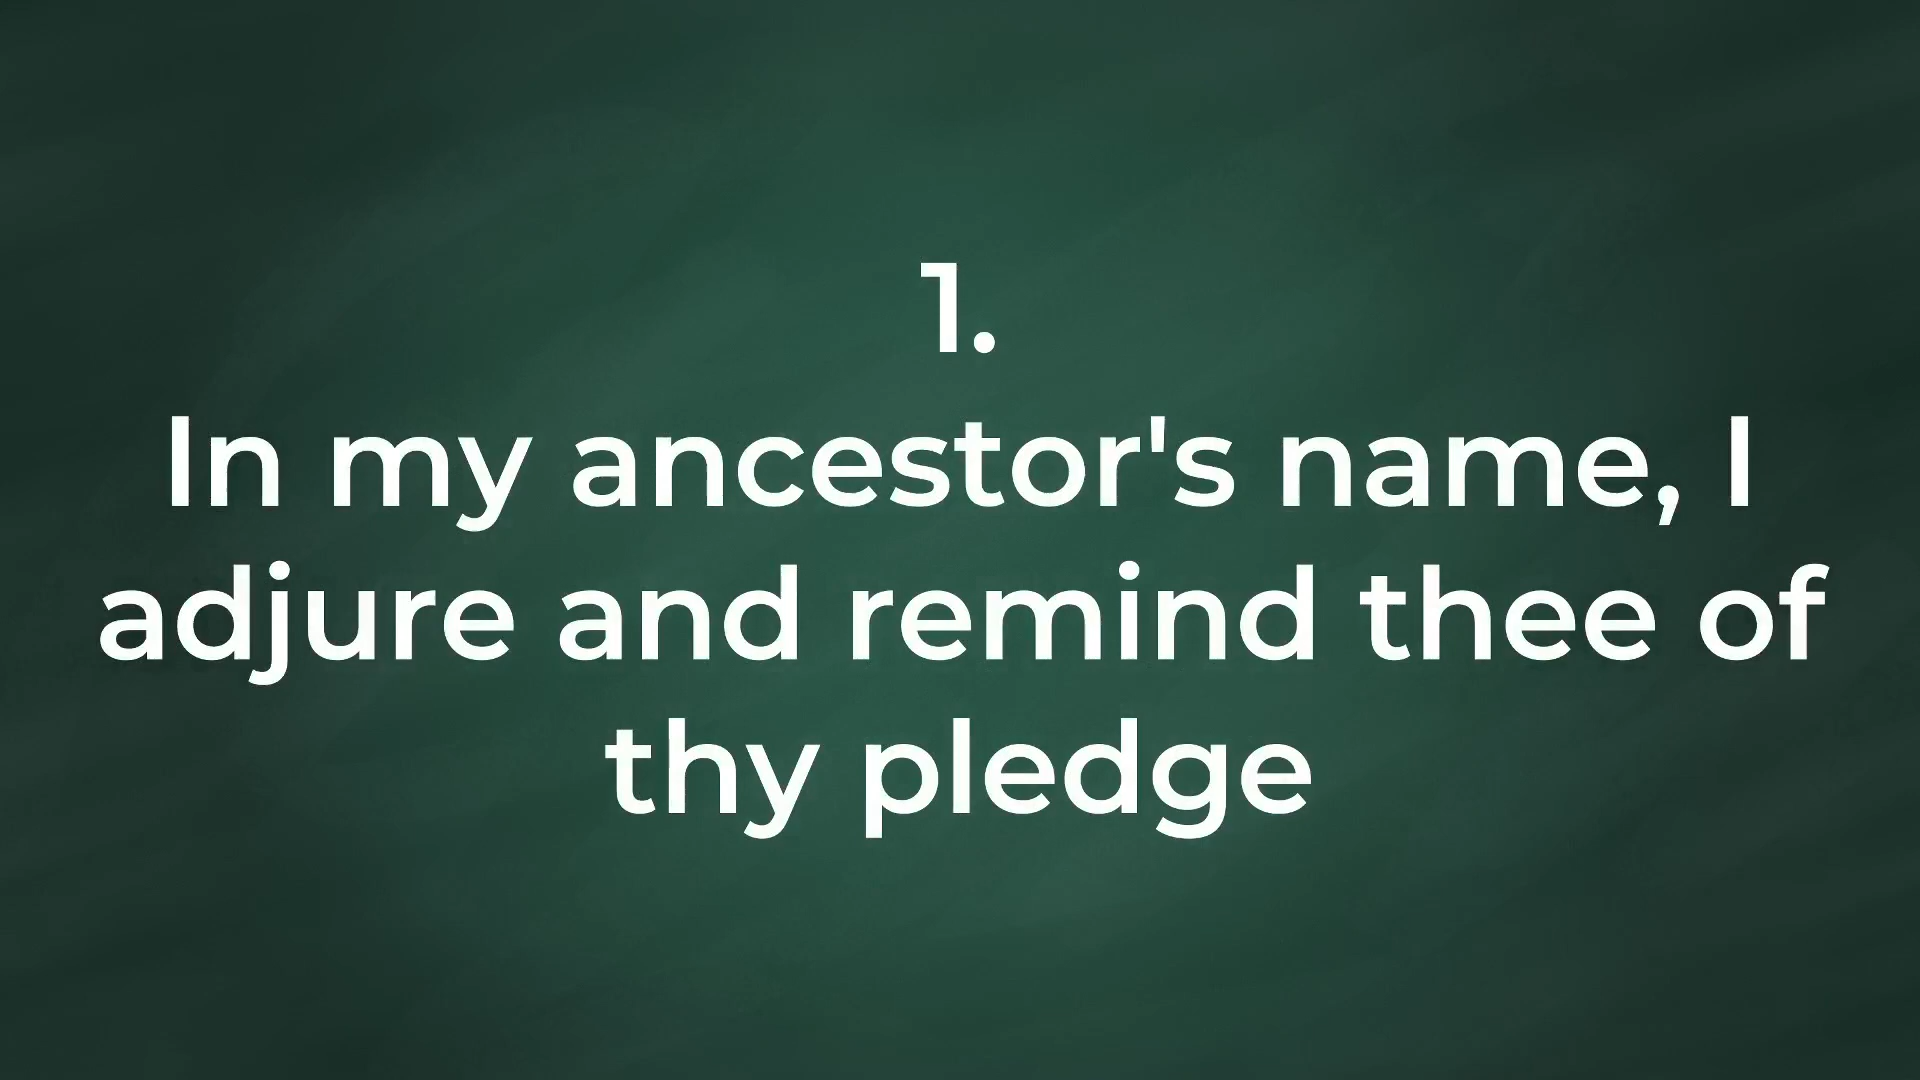 1.
In my ancestor's name, I
adjure and remind thee of
thy pledge